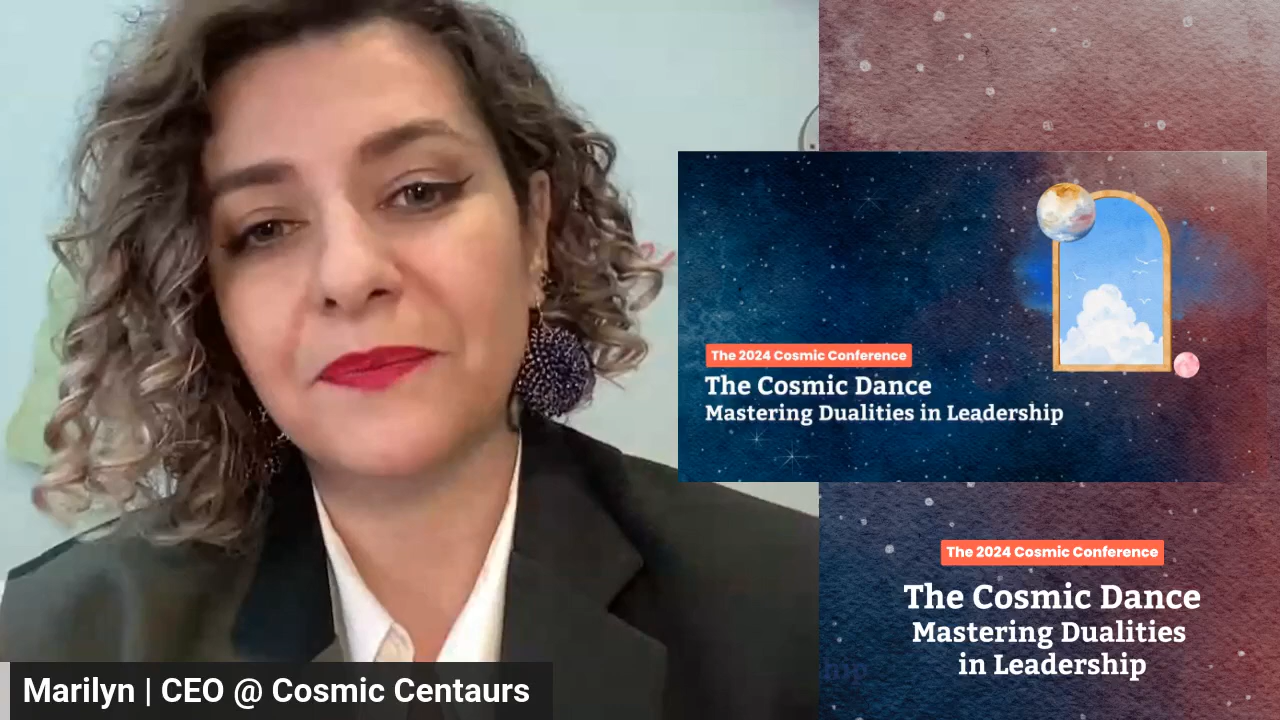 The 2024 Cosmic Conference
The Cosmic Dance
Mastering Dualities in Leadership
The 2024 Cosmic Conference
The Cosmic Dance
Mastering Dualities
in Leadership
hip
Marilyn | CEO @ Cosmic Centaurs